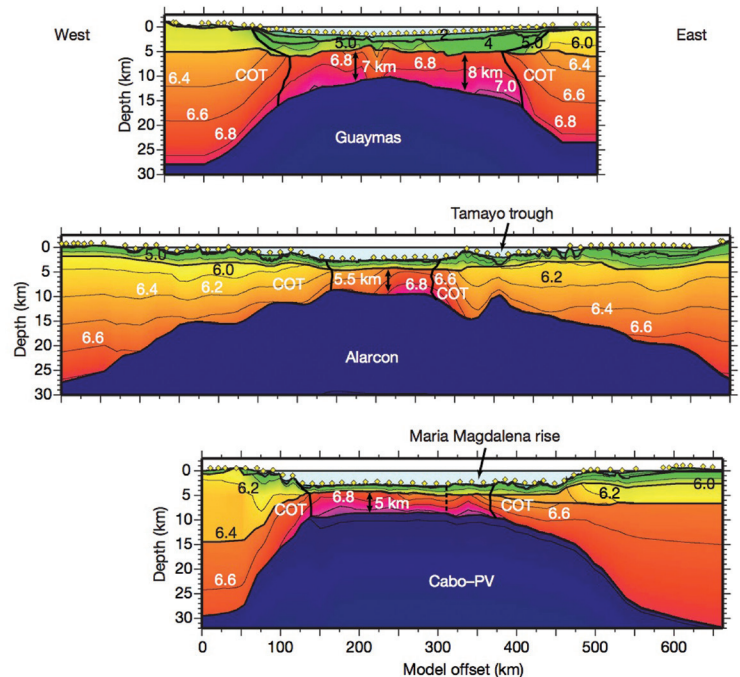 West
East
0
5
10
15
20
25
30
Depth (km)
5.0
2
4
5.0
6.0
6.4
COT
6.8
7 km
6.8
8 km
COT
6.4
6.6
7.0
6.6
6.8
6.8
Guaymas
Tamayo trough
0
5
10
15
20
25
30
Depth (km)
5.0
6.0
6.4
6.2
COT
5.5 km
6.8
6.6
COT
6.2
6.4
6.6
6.6
Alarcon
Maria Magdalena rise
0
5
10
15
20
25
30
Depth (km)
6.2
6.8
COT
5 km
COT
6.2
6.0
6.6
6.4
6.6
Cabo–PV
0 100 200 300 400 500 600
Model offset (km)